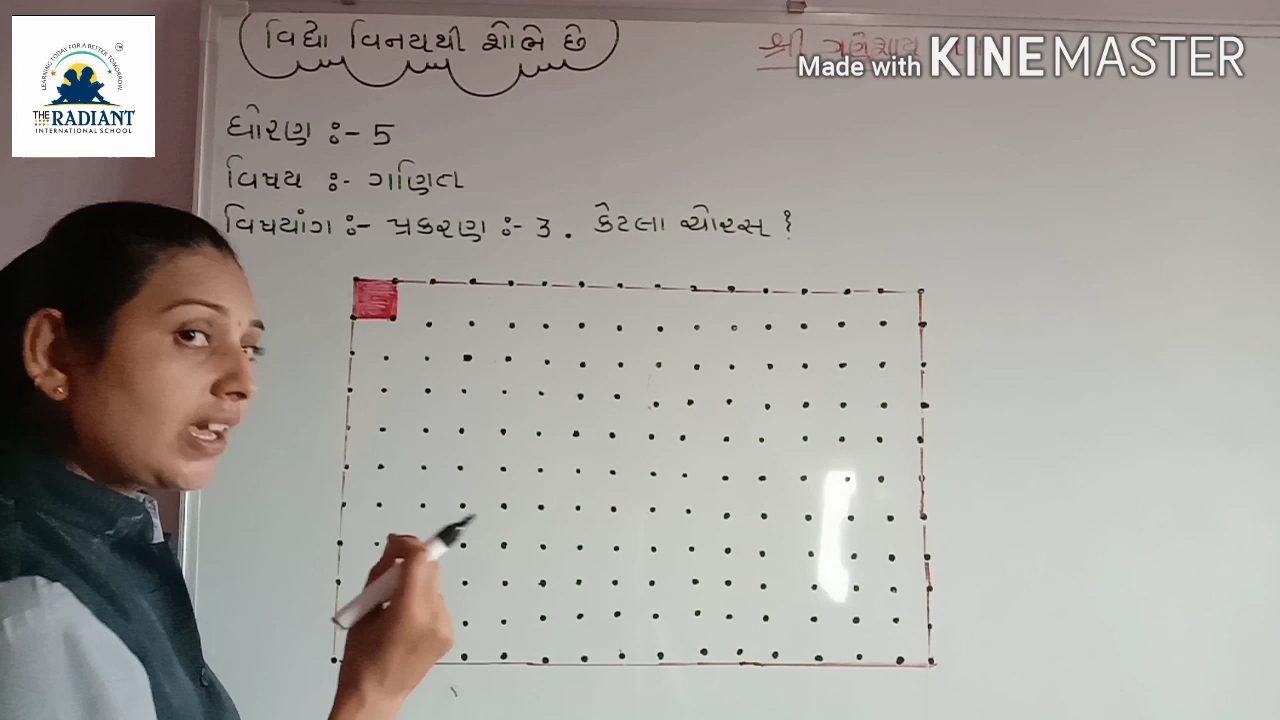 વિદ્યા વિનયથી શોભે છે
શ્રી ગણેશાય
Made with KINEMASTER
LEARNING TODAY FOR A BETTER TOMORROW
THE RADIANT
INTERNATIONAL SCHOOL
ધોરણ :- 5
વિષય :- ગણિત
વિષયાંગ :- પ્રકરણ :- 3. કેટલા ચોરસ ?